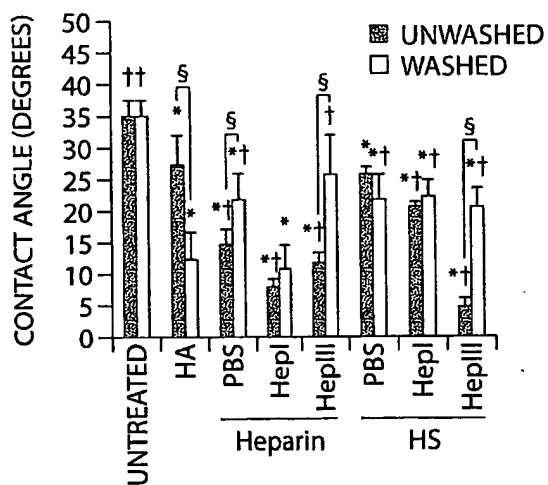 50
45
40
35
30
25
20
15
10
5
0
CONTACT ANGLE (DEGREES)
UNWASHED
WASHED
††
§
*
*
§
*†
*†
*†
*
§
†
*†
*
*†
*†
*†
§
*†
*†
UNTREATED
HA
PBS
HepI
HepIII
PBS
HepI
HepIII
Heparin
HS